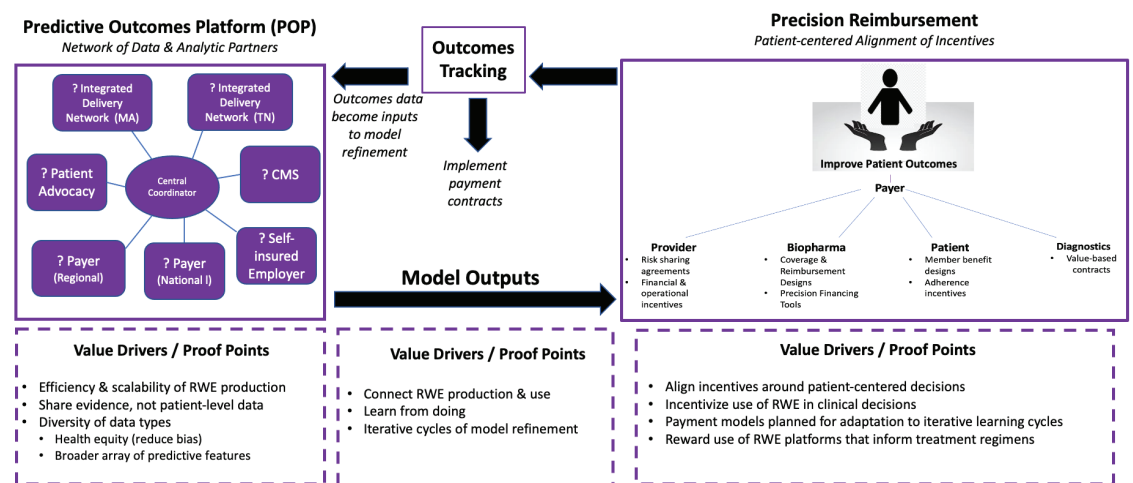 Predictive Outcomes Platform (POP)
Network of Data & Analytic Partners
? Integrated
Delivery
Network (MA)
? Integrated
Delivery
Network (TN)
? Patient
Advocacy
Central
Coordinator
? CMS
? Payer
(Regional)
? Payer
(National I)
? Self-
insured
Employer
Outcomes
Tracking
Outcomes data
become inputs
to model
refinement
Implement
payment
contracts
Model Outputs
Precision Reimbursement
Patient-centered Alignment of Incentives
Improve Patient Outcomes
Payer
Provider
• Risk sharing
agreements
• Financial &
operational
incentives
Biopharma
• Coverage &
Reimbursement
Designs
• Precision Financing
Tools
Patient
• Member benefit
designs
• Adherence
incentives
Diagnostics
• Value-based
contracts
Value Drivers / Proof Points
• Efficiency & scalability of RWE production
• Share evidence, not patient-level data
• Diversity of data types
• Health equity (reduce bias)
• Broader array of predictive features
Value Drivers / Proof Points
• Connect RWE production & use
• Learn from doing
• Iterative cycles of model refinement
Value Drivers / Proof Points
• Align incentives around patient-centered decisions
• Incentivize use of RWE in clinical decisions
• Payment models planned for adaptation to iterative learning cycles
• Reward use of RWE platforms that inform treatment regimens